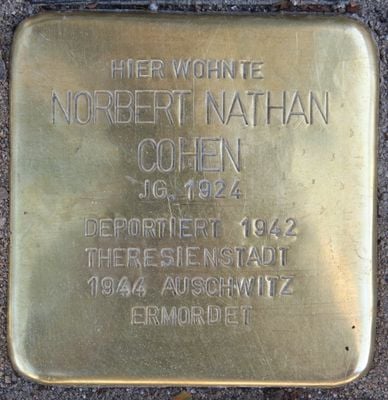 HIER WOHNTE
NORBERT NATHAN
COHEN
JG. 1924
DEPORTIERT 1942
THERESIENSTADT
1944 AUSCHWITZ
ERMORDET